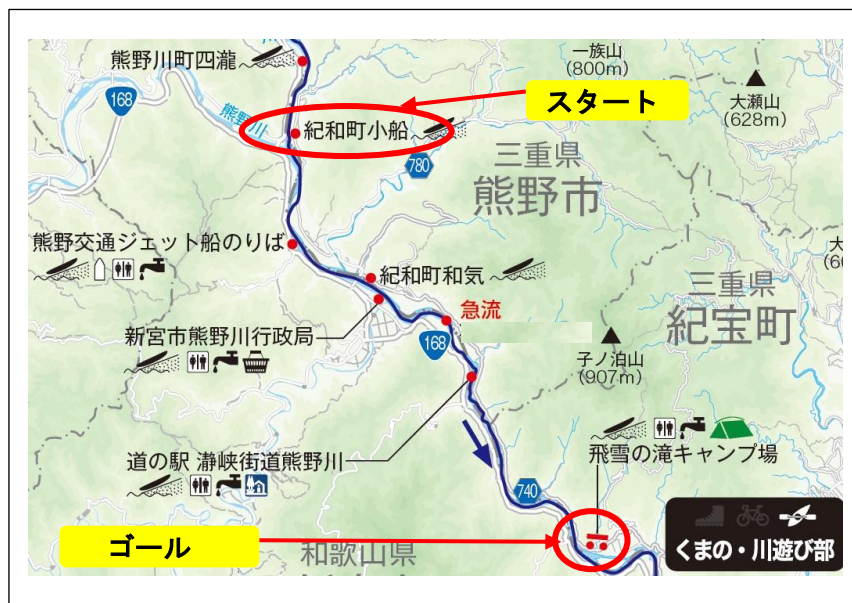 熊野川町四瀧
168
熊野川
紀和町小船
スタート
一族山
(800m)
大瀬山
(628m)
780
三重県
熊野市
熊野交通ジェット船のりば
紀和町和気
急流
三重県
紀宝町
新宮市熊野川行政局
168
子ノ泊山
(907m)
道の駅 瀞峡街道熊野川
飛雪の滝キャンプ場
740
ゴール
和歌山県
くまの・川遊び部